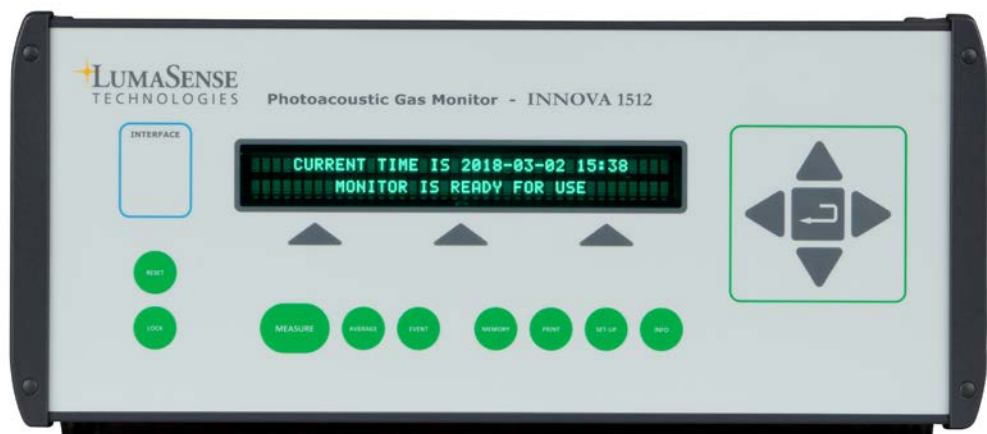 LUMASENSE
TECHNOLOGIES
Photoacoustic Gas Monitor - INNOVA 1512
INTERFACE
CURRENT TIME IS 2018-03-02 15:38
MONITOR IS READY FOR USE
RESET
LOCK
MEASURE
AVERAGE
EVENT
MEMORY
PRINT
SET-UP
INFO